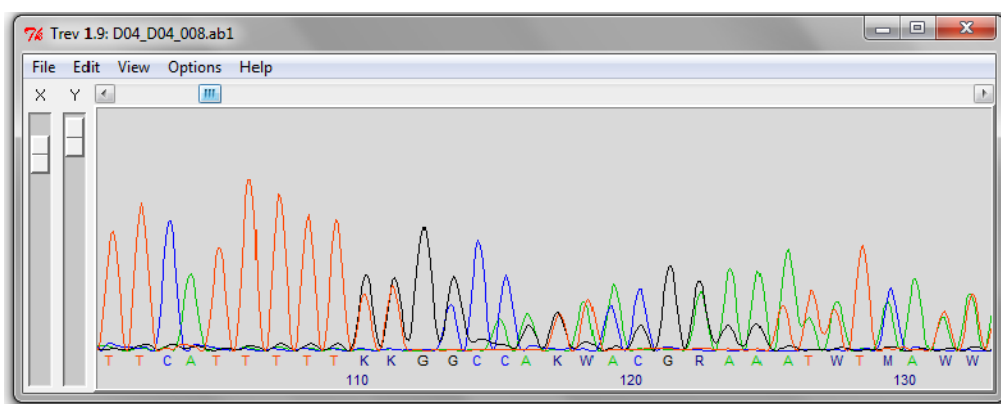 Trev 1.9: D04_D04_008.ab1
File Edit View Options Help
X Y
T T C A T T T T T K K G G C C A K W A C G R A A A T W T M A W W
110 120 130